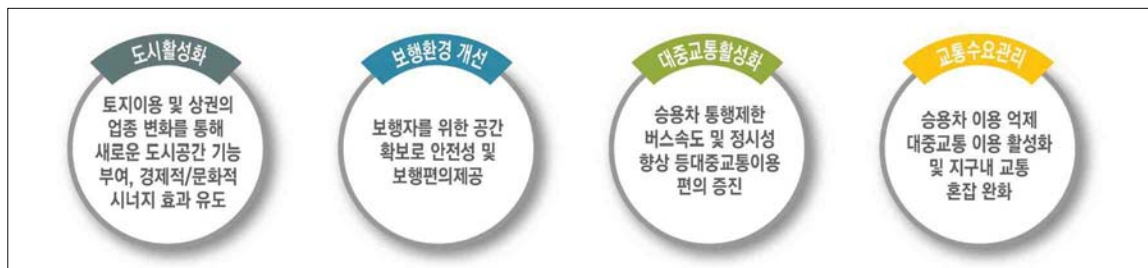 도시활성화
토지이용 및 상권의
업종 변화를 통해
새로운 도시공간 기능
부여, 경제적/문화적
시너지 효과 유도
보행환경 개선
보행자를 위한 공간
확보로 안전성 및
보행편의제공
대중교통활성화
승용차 통행제한
버스속도 및 정시성
향상 등대중교통이용
편의 증진
교통수요관리
승용차 이용 억제
대중교통 이용 활성화
및 지구내 교통
혼잡 완화